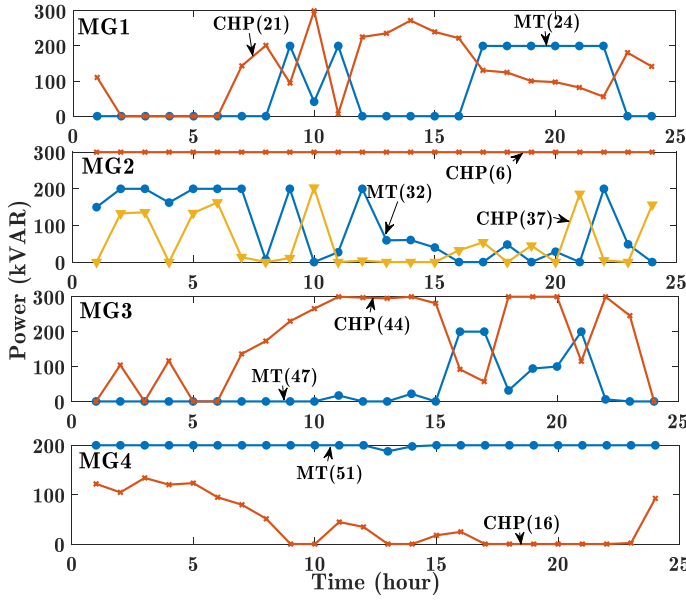 300
MG1
CHP(21)
MT(24)
200
100
0
0
5
10
15
20
25
300
MG2
CHP(6)
200
MT(32)
CHP(37)
100
0
0
5
10
15
20
25
Power (kVAR)
300
MG3
CHP(44)
200
100
MT(47)
0
0
5
10
15
20
25
200
MG4
MT(51)
100
CHP(16)
0
0
5
10
15
20
25
Time (hour)